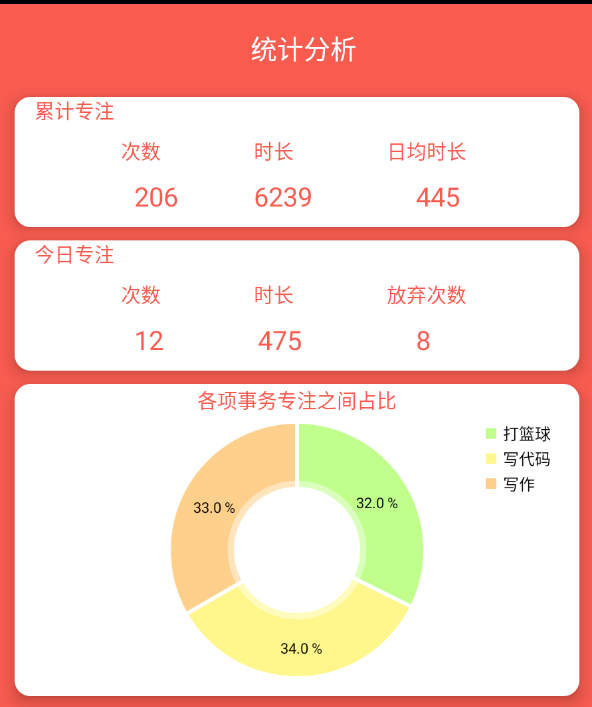 统计分析
累计专注
次数 时长 日均时长
206 6239 445
今日专注
次数 时长 放弃次数
12 475 8
各项事务专注之间占比
打篮球
写代码
写作
33.0 %
32.0 %
34.0 %